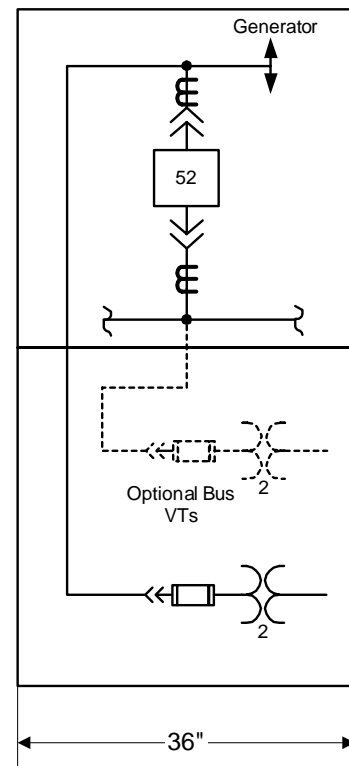 Generator
52
2
Optional Bus
VTs
2
36"